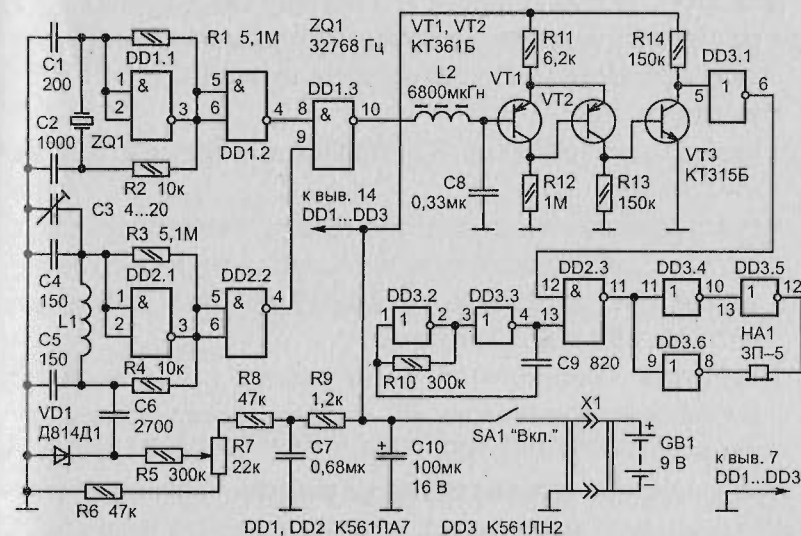 R1 5,1М
ZQ1
32768 Гц
VT1, VT2
КТ361Б
R11
6,2к
R14
150к
DD3.1
C1
200
DD1.1
1
2
&
3
5
6
&
4
DD1.2
DD1.3
8
9
&
10
L2
6800мкГн
VT1
VT2
5
1
6
C2
1000
ZQ1
R2 10к
C8
0,33мк
R12
1М
R13
150к
VT3
КТ315Б
C3 4...20
к выв. 14
DD1...DD3
R3 5,1М
C4
150
L1
DD2.1
1
2
&
3
DD2.2
5
6
&
4
C5
150
R4 10к
DD3.2
1
1
2
DD3.3
3
1
4
DD2.3
12
13
&
11
DD3.4
11
1
10
DD3.5
13
1
12
R10 300к
C9 820
DD3.6
9
1
8
HA1
ЗП–5
VD1
Д814Д1
C6
2700
R8
47к
R9
1,2к
R5
300к
R7
22к
C7
0,68мк
+
C10
100мк
16 В
SA1 "Вкл."
X1
+
–
GB1
9 В
к выв. 7
DD1...DD3
R6 47к
DD1, DD2 К561ЛА7 DD3 К561ЛН2